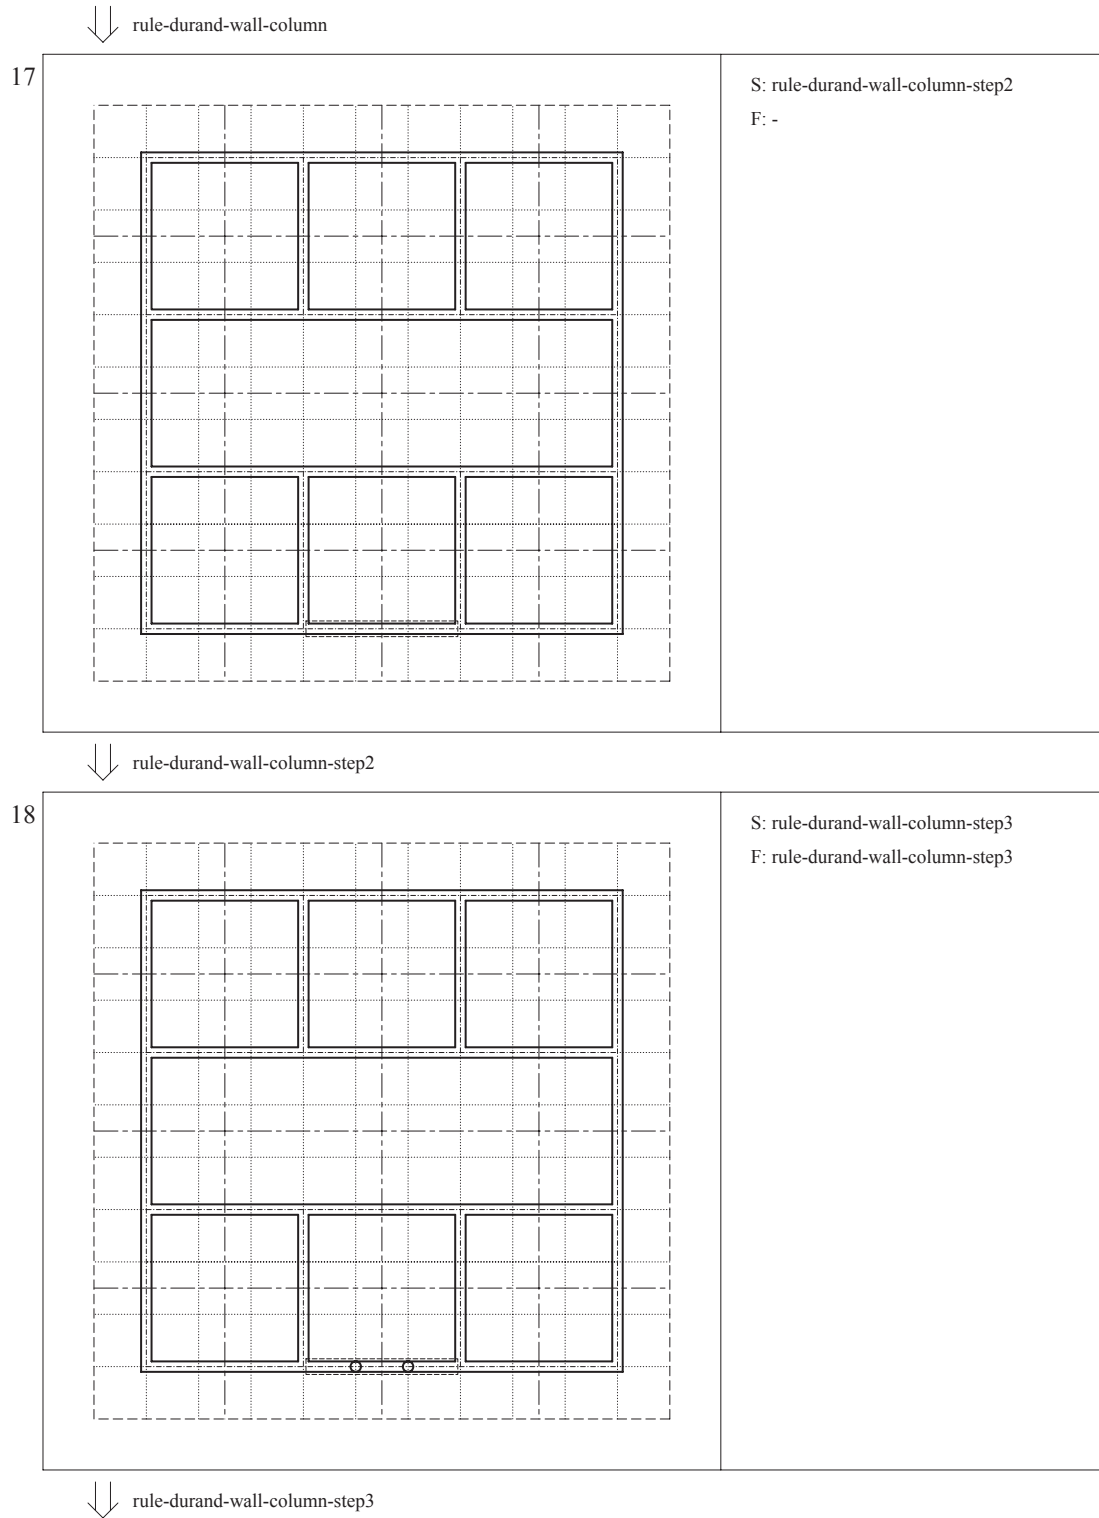 rule-durand-wall-column
17
S: rule-durand-wall-column-step2
F: -
rule-durand-wall-column-step2
18
S: rule-durand-wall-column-step3
F: rule-durand-wall-column-step3
rule-durand-wall-column-step3